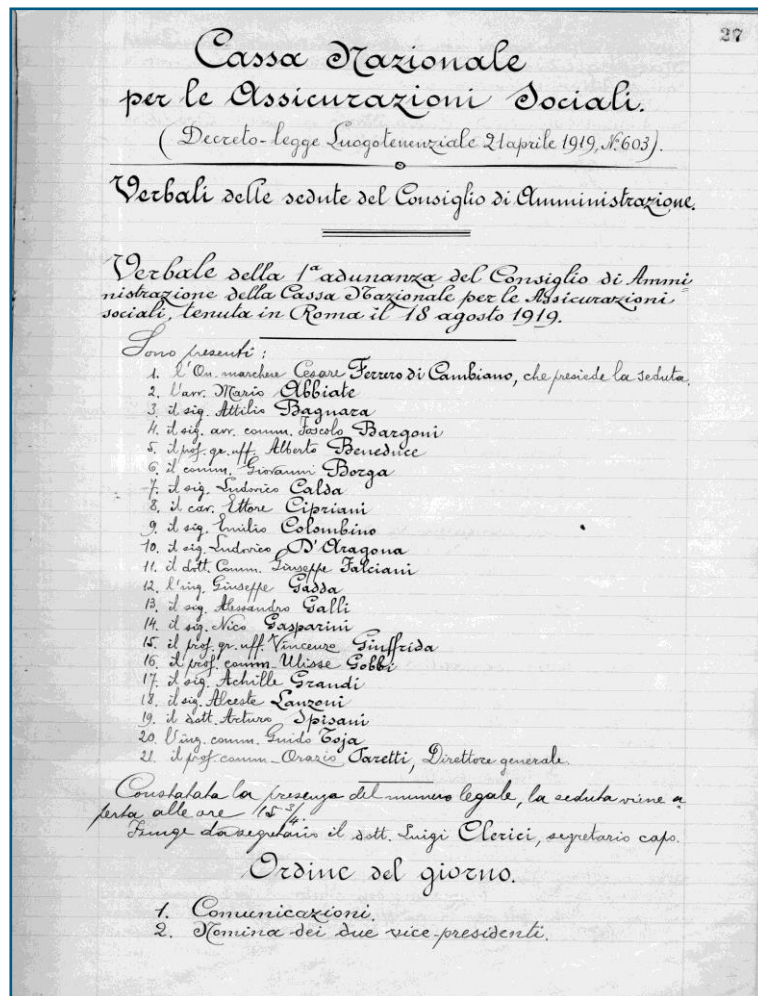 27
Cassa Nazionale
per le Assicurazioni Sociali.
(Decreto-legge Luogotenenziale 21 aprile 1919, N.° 603).
Verbali delle sedute del Consiglio di Amministrazione.
Verbale della 1ª adunanza del Consiglio di Ammi=
nistrazione della Cassa Nazionale per le Assicurazioni
sociali, tenuta in Roma il 18 agosto 1919.
Sono presenti:
1. l'On. marchese Cesare Ferrero di Cambiano, che presiede la seduta.
2. l'avv. Mario Abbiate
3. il sig. Attilio Bagnara
4. il sig. avv. comm. Foscolo Bargoni
5. il prof. gr. uff. Alberto Beneduce
6. il comm. Giovanni Borga
7. il sig. Ludovico Calda
8. il cav. Ettore Cipriani
9. il sig. Emilio Colombino
10. il sig. Ludovico D'Aragona
11. il dott. Comm. Giuseppe Falciani
12. l'ing. Giuseppe Gadda
13. il sig. Alessandro Galli
14. il sig. Nico Gasparini
15. il prof. gr. uff. Vincenzo Giuffrida
16. il prof. comm. Ulisse Gobbi
17. il sig. Achille Grandi
18. il sig. Alceste Lanzoni
19. il dott. Arturo Spisani
20. l'ing. comm. Guido Toja
21. il prof. comm. Orazio Paretti, Direttore generale.
Constatata la presenza del numero legale, la seduta viene a=
perta alle ore 15 3/4.
Funge da segretario il dott. Luigi Clerici, segretario capo.
Ordine del giorno.
1. Comunicazioni.
2. Nomina dei due vice-presidenti.